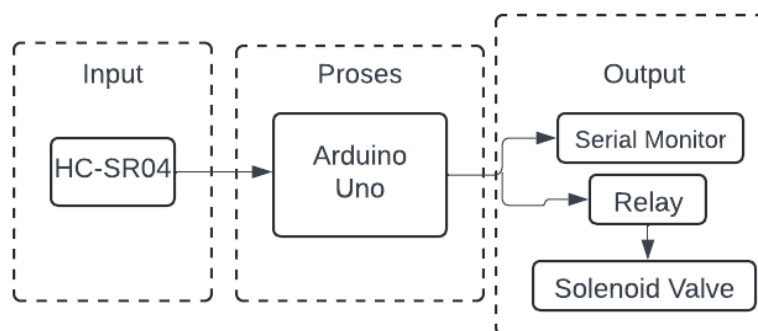 Input
HC-SR04
Proses
Arduino
Uno
Output
Serial Monitor
Relay
Solenoid Valve